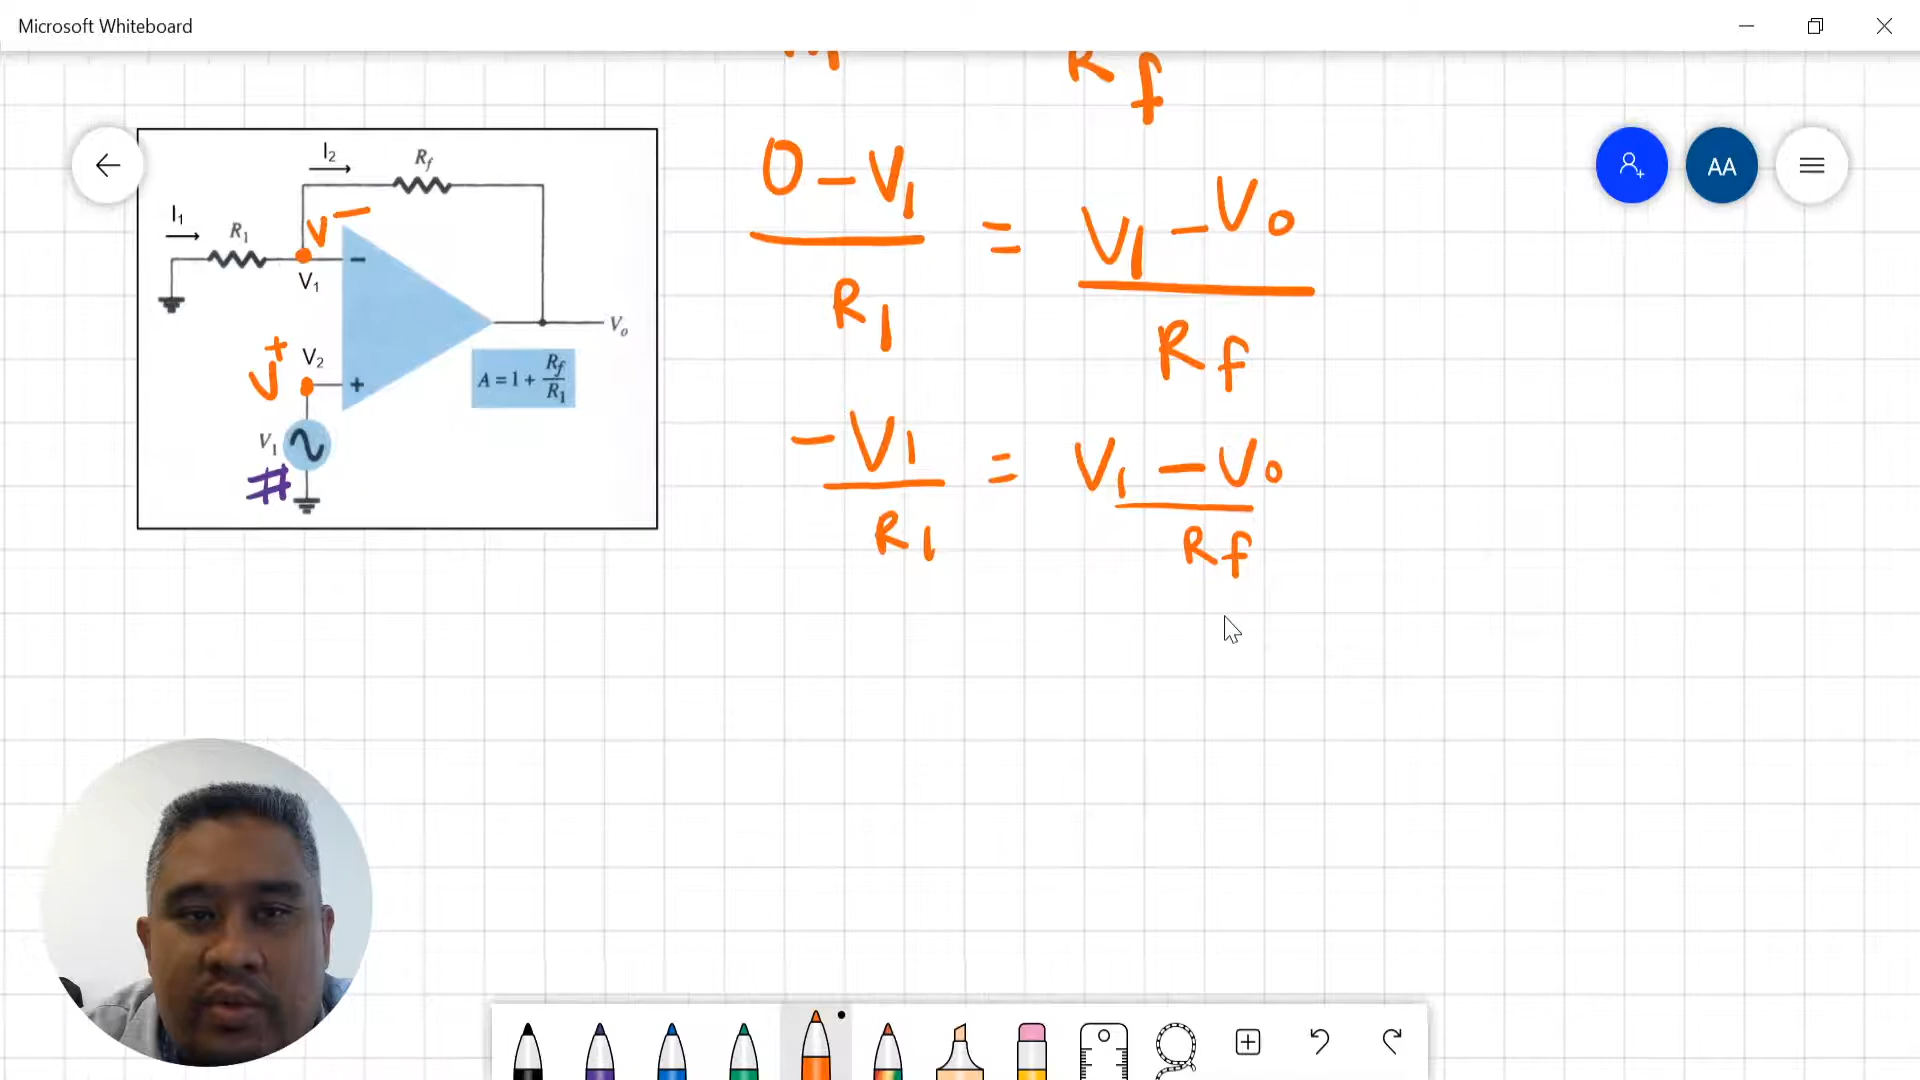 Microsoft Whiteboard
R f
I2
Rf
I1
R1
V −
V1
−
V +
V2
+
Vo
A = 1 + Rf
R1
V1
#
0 − V1
R1
=
V1 − Vo
Rf
− V1
R1
=
V1 − Vo
Rf
AA